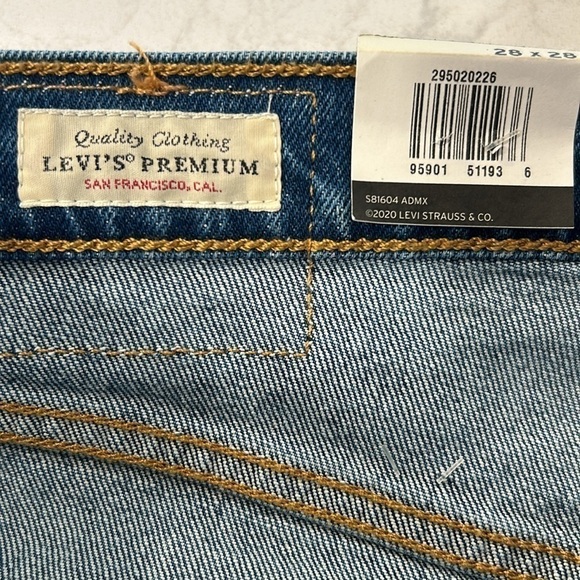 Quality Clothing
LEVI'S® PREMIUM
SAN FRANCISCO, CAL.
28 x 28
295020226
95901 51193 6
S81604 ADMX
©2020 LEVI STRAUSS & CO.